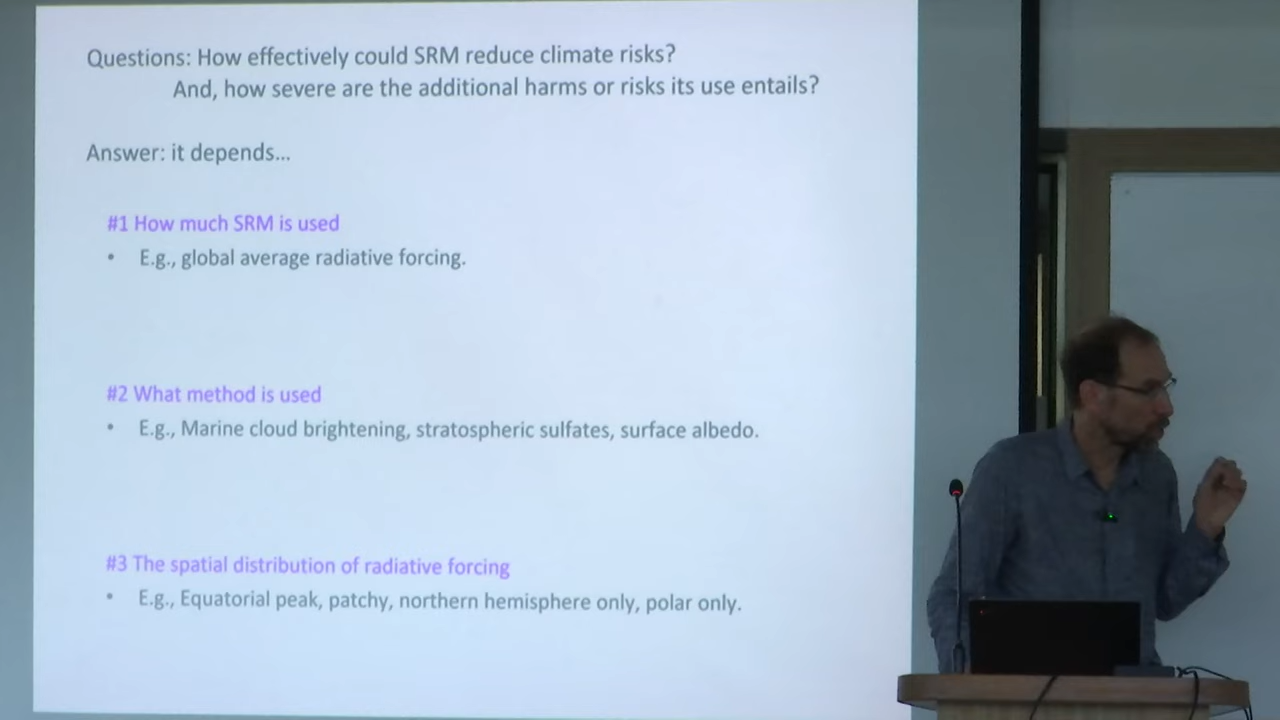 Questions: How effectively could SRM reduce climate risks?
And, how severe are the additional harms or risks its use entails?
Answer: it depends...
#1 How much SRM is used
• E.g., global average radiative forcing.
#2 What method is used
• E.g., Marine cloud brightening, stratospheric sulfates, surface albedo.
#3 The spatial distribution of radiative forcing
• E.g., Equatorial peak, patchy, northern hemisphere only, polar only.